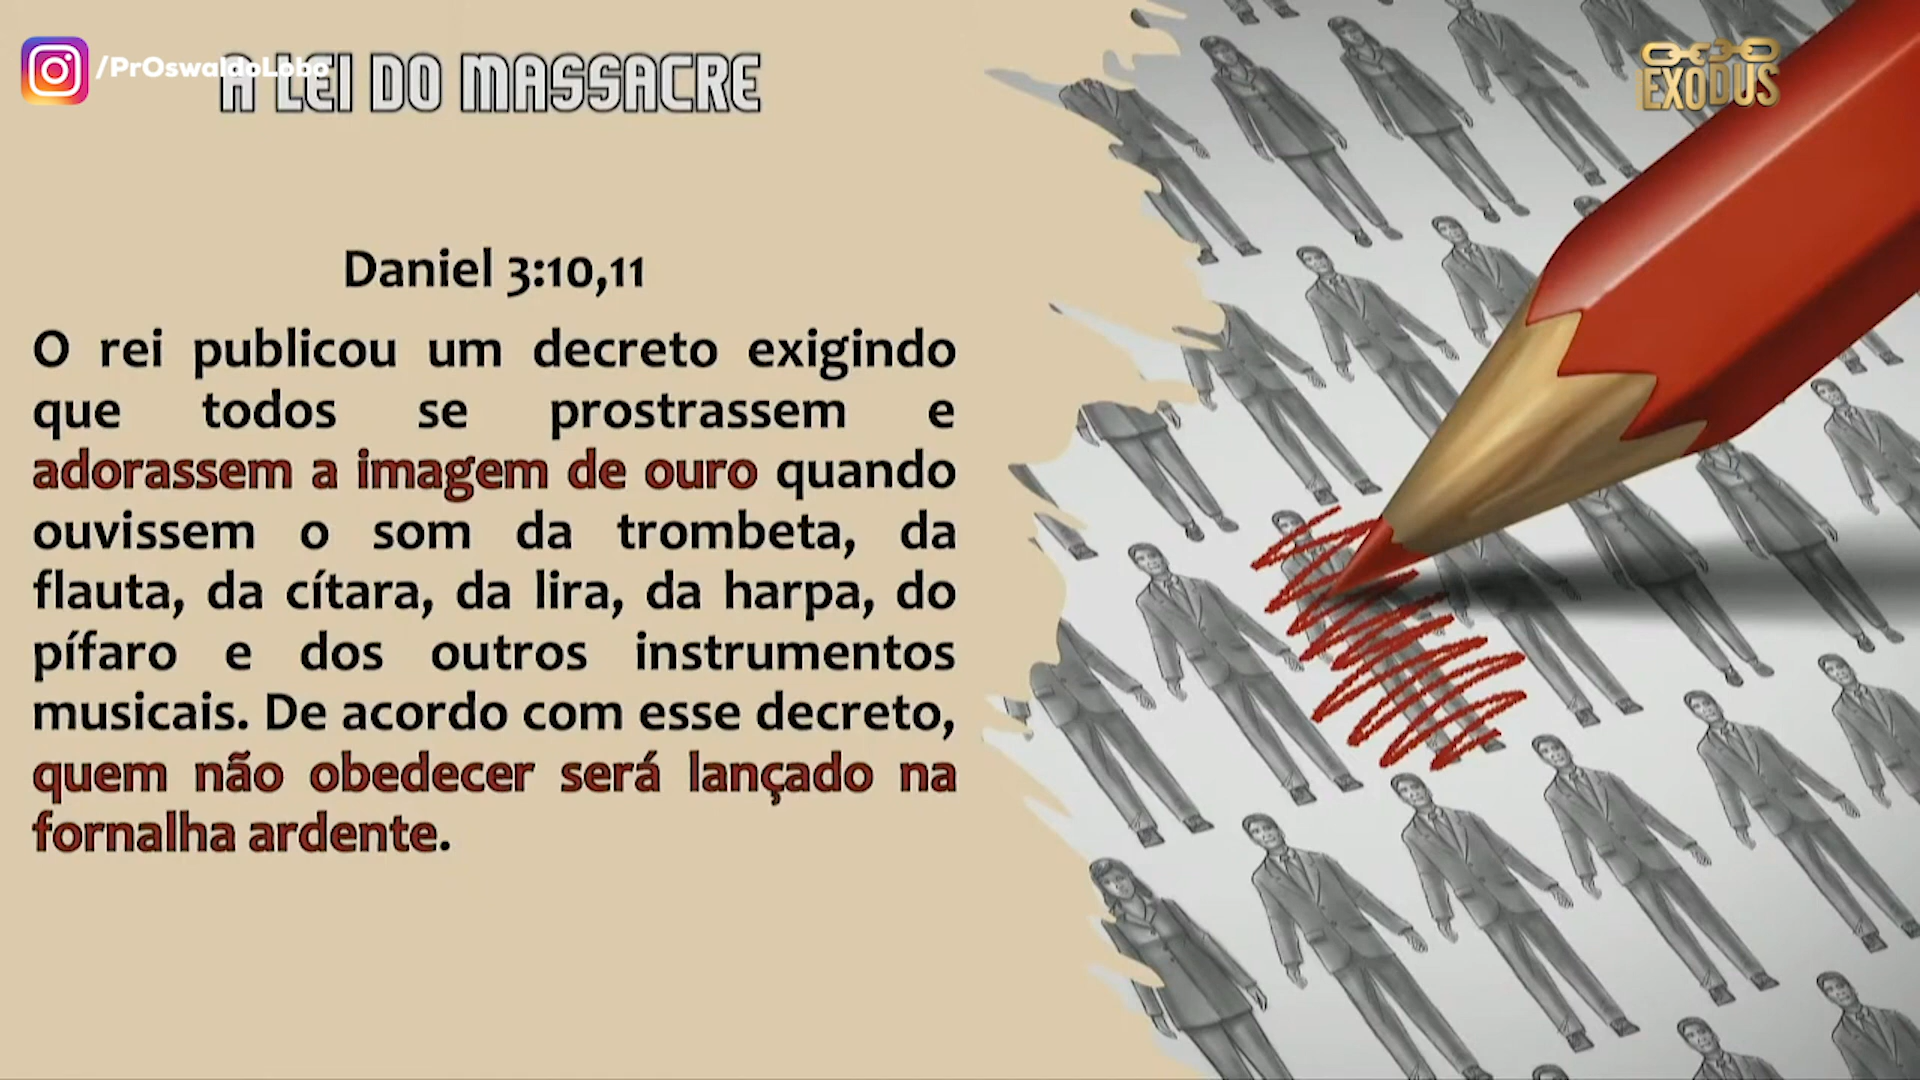 /PrOswaldoLobo
A LEI DO MASSACRE
EXODUS
Daniel 3:10,11
O rei publicou um decreto exigindo
que todos se prostrassem e
adorassem a imagem de ouro quando
ouvissem o som da trombeta, da
flauta, da cítara, da lira, da harpa, do
pífaro e dos outros instrumentos
musicais. De acordo com esse decreto,
quem não obedecer será lançado na
fornalha ardente.